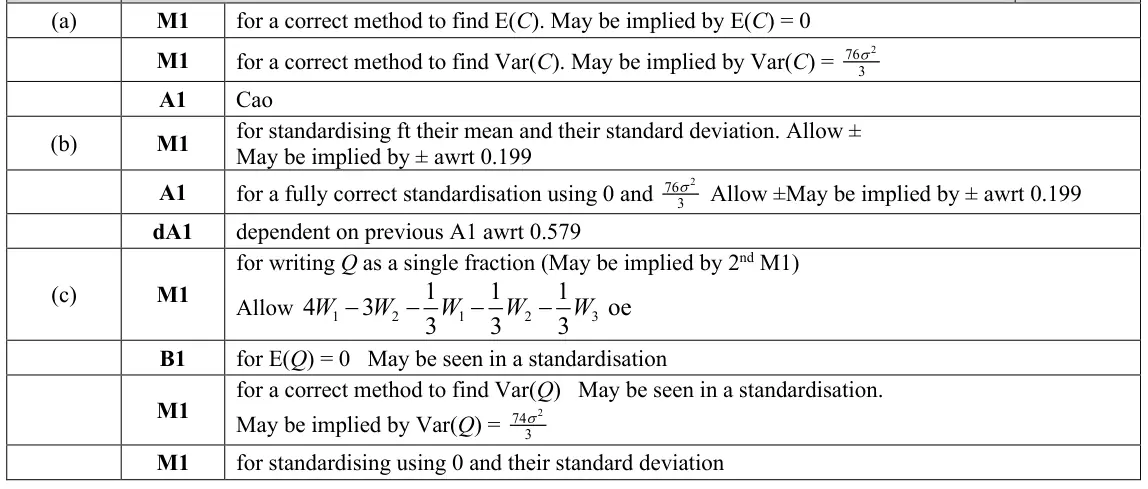 (a) M1 for a correct method to find E(C). May be implied by E(C) = 0
M1 for a correct method to find Var(C). May be implied by Var(C) = 76σ²/3
A1 Cao
(b) M1 for standardising ft their mean and their standard deviation. Allow ±
May be implied by ± awrt 0.199
A1 for a fully correct standardisation using 0 and 76σ²/3 Allow ±May be implied by ± awrt 0.199
dA1 dependent on previous A1 awrt 0.579
for writing Q as a single fraction (May be implied by 2nd M1)
(c) M1 Allow 4W₁ − 3W₂ − 1/3 W₁ − 1/3 W₂ − 1/3 W₃ oe
B1 for E(Q) = 0 May be seen in a standardisation
M1 for a correct method to find Var(Q) May be seen in a standardisation.
May be implied by Var(Q) = 74σ²/3
M1 for standardising using 0 and their standard deviation